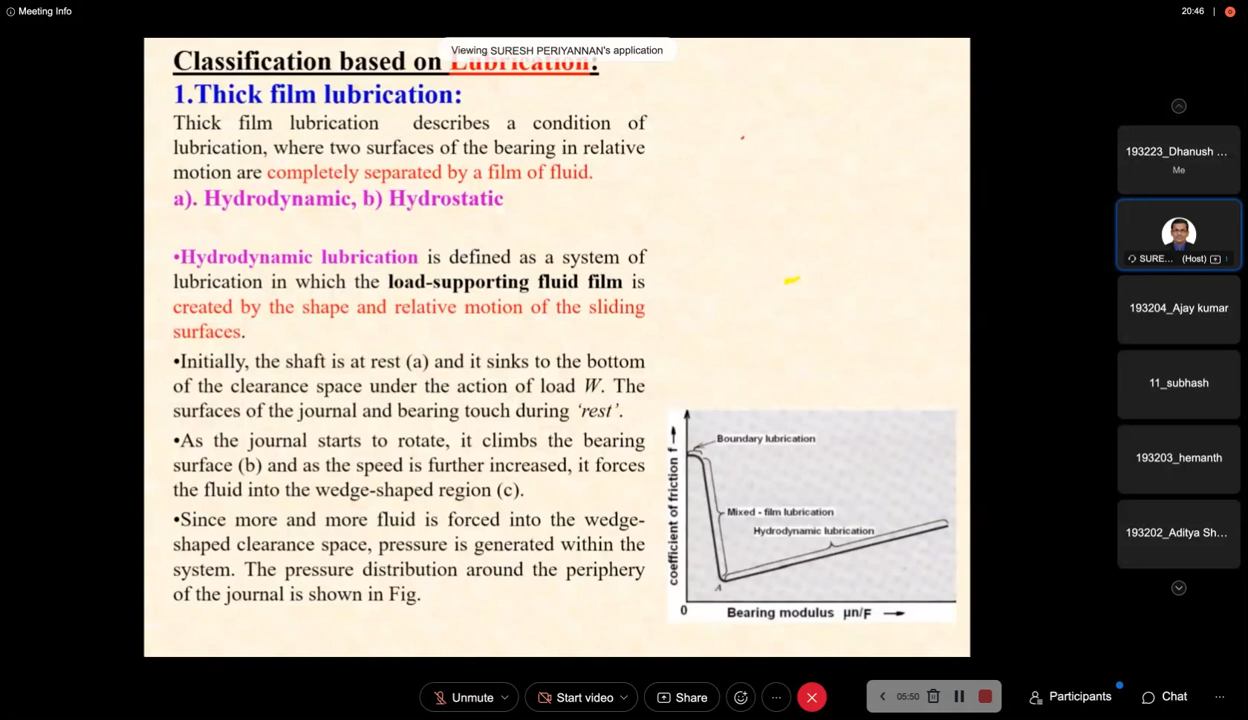 Meeting Info
20:46
Viewing SURESH PERIYANNAN's application
Classification based on Lubrication:
1.Thick film lubrication:
Thick film lubrication describes a condition of
lubrication, where two surfaces of the bearing in relative
motion are completely separated by a film of fluid.
a). Hydrodynamic, b) Hydrostatic
•Hydrodynamic lubrication is defined as a system of
lubrication in which the load-supporting fluid film is
created by the shape and relative motion of the sliding
surfaces.
•Initially, the shaft is at rest (a) and it sinks to the bottom
of the clearance space under the action of load W. The
surfaces of the journal and bearing touch during ‘rest’.
•As the journal starts to rotate, it climbs the bearing
surface (b) and as the speed is further increased, it forces
the fluid into the wedge-shaped region (c).
•Since more and more fluid is forced into the wedge-
shaped clearance space, pressure is generated within the
system. The pressure distribution around the periphery
of the journal is shown in Fig.
coefficient of friction f
Boundary lubrication
Mixed - film lubrication
Hydrodynamic lubrication
A
0
Bearing modulus μn/F
193223_Dhanush ...
Me
SURE... (Host)
193204_Ajay kumar
11_subhash
193203_hemanth
193202_Aditya Sh...
Unmute
Start video
Share
05:50
Participants
Chat